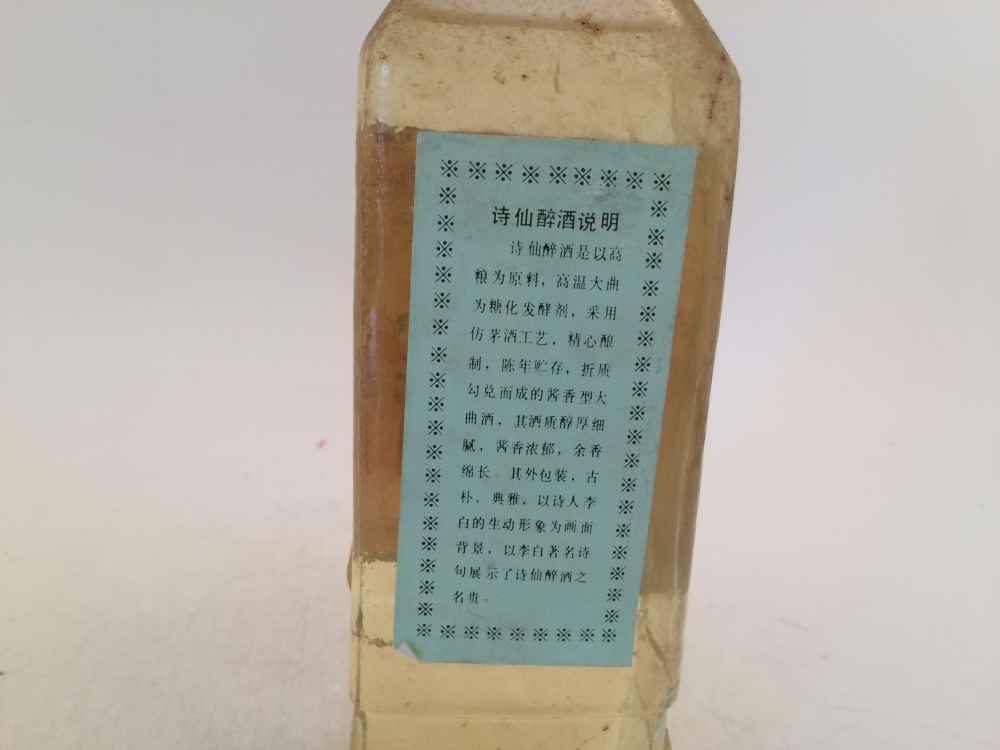 诗仙醉酒说明
诗仙醉酒是以高
粮为原料，高温大曲
为糖化发酵剂，采用
仿茅酒工艺，精心酿
制，陈年贮存，折质
勾兑而成的酱香型大
曲酒，其酒质醇厚细
腻，酱香浓郁，余香
绵长。其外包装，古
朴、典雅，以诗人李
白的生动形象为画面
背景，以李白著名诗
句展示了诗仙醉酒之
名贵。